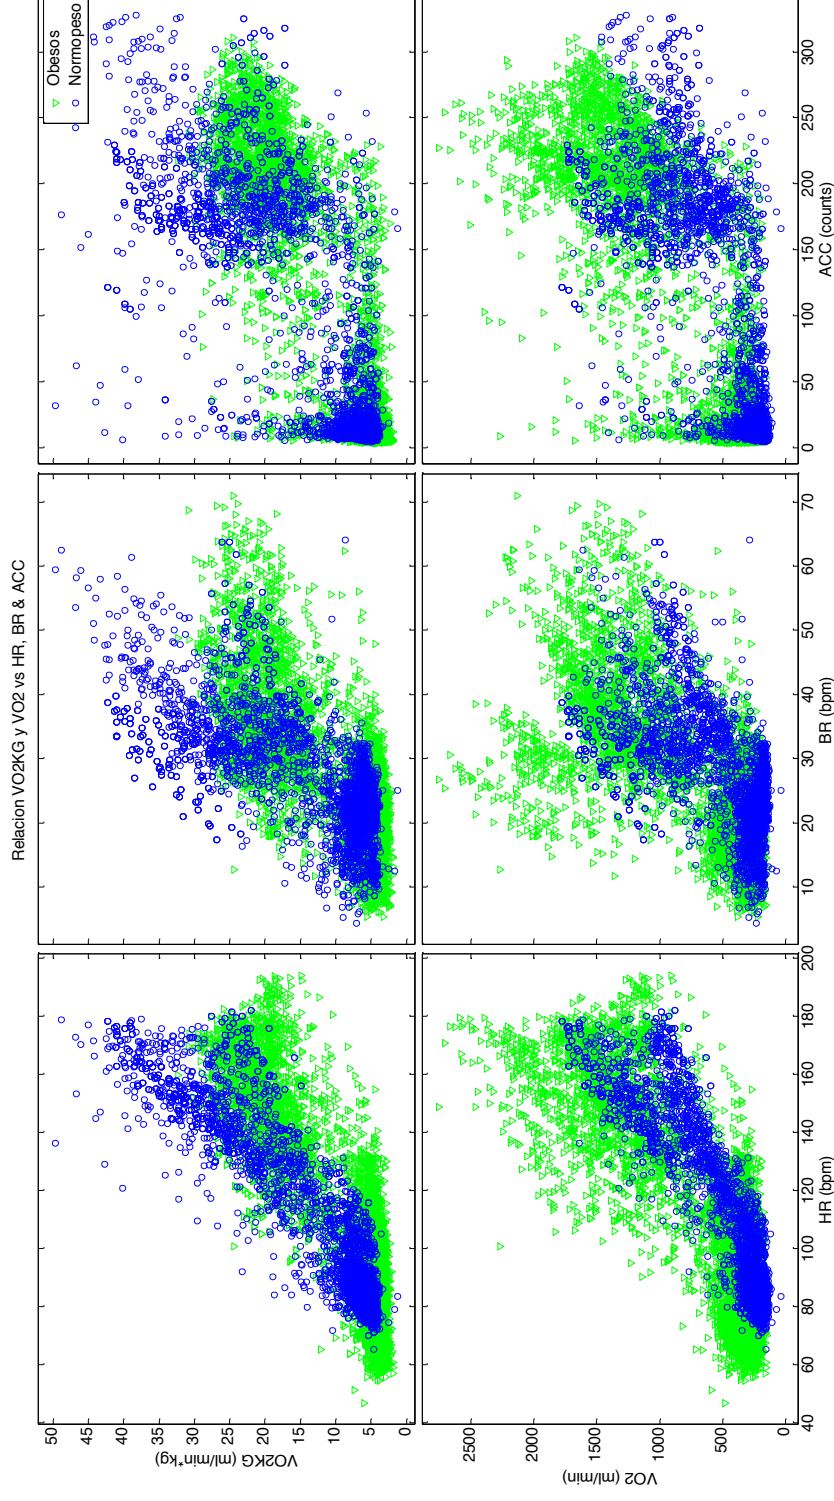 Relacion VO2KG y VO2 vs HR, BR & ACC
Obesos
Normopeso
VO2KG (ml/min*kg)
50
45
40
35
30
25
20
15
10
5
0
VO2 (ml/min)
2500
2000
1500
1000
500
0
40 60 80 100 120 140 160 180 200
HR (bpm)
10 20 30 40 50 60 70
BR (bpm)
0 50 100 150 200 250 300
ACC (counts)